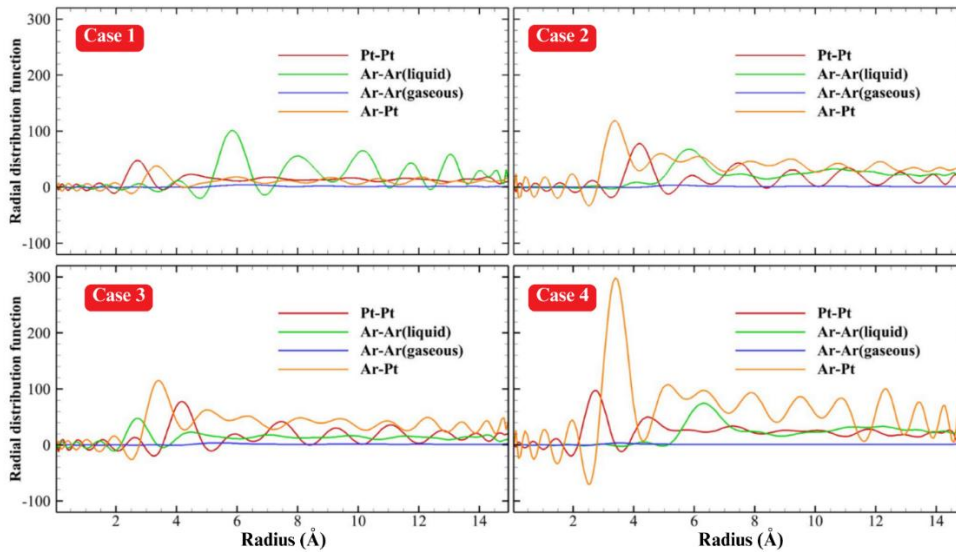 Case 1
Radial distribution function
300
200
100
0
-100
Pt-Pt
Ar-Ar(liquid)
Ar-Ar(gaseous)
Ar-Pt
Case 2
Pt-Pt
Ar-Ar(liquid)
Ar-Ar(gaseous)
Ar-Pt
Case 3
Radial distribution function
300
200
100
0
-100
Pt-Pt
Ar-Ar(liquid)
Ar-Ar(gaseous)
Ar-Pt
2 4 6 8 10 12 14
Radius (Å)
Case 4
Pt-Pt
Ar-Ar(liquid)
Ar-Ar(gaseous)
Ar-Pt
2 4 6 8 10 12 14
Radius (Å)